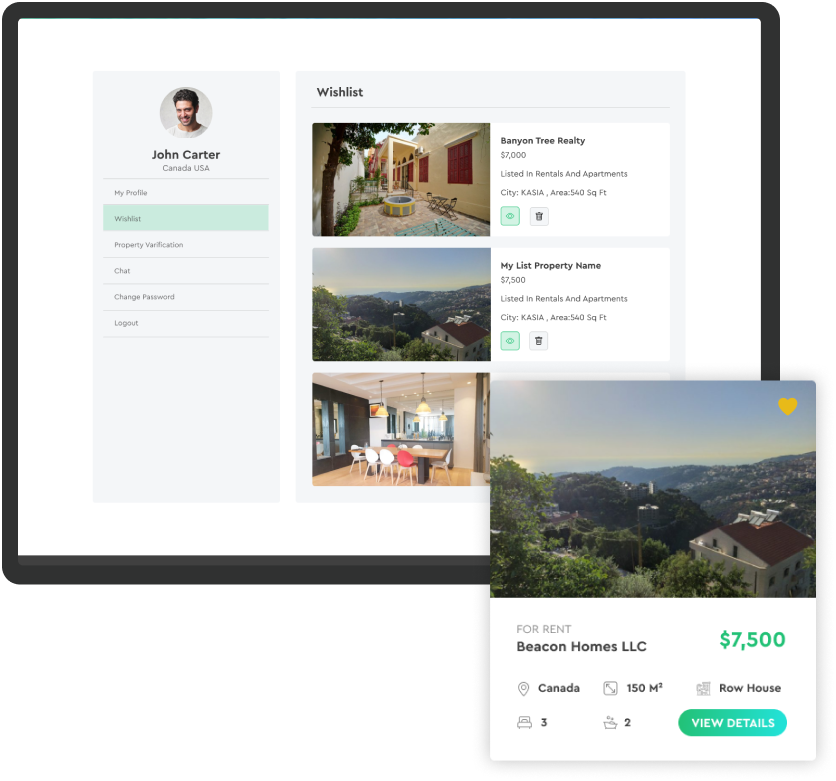 John Carter
Canada USA
My Profile
Wishlist
Property Varification
Chat
Change Password
Logout
Wishlist
Banyon Tree Realty
$7,000
Listed In Rentals And Apartments
City: KASIA , Area:540 Sq Ft
My List Property Name
$7,500
Listed In Rentals And Apartments
City: KASIA , Area:540 Sq Ft
FOR RENT
Beacon Homes LLC
$7,500
Canada
150 M²
Row House
3
2
VIEW DETAILS